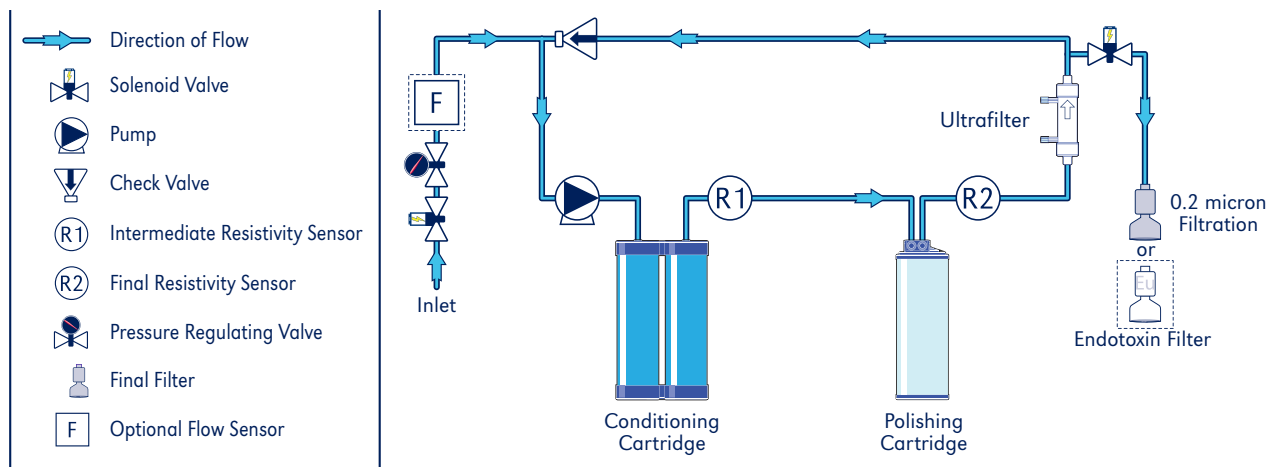 Direction of Flow
Solenoid Valve
Pump
Check Valve
R1 Intermediate Resistivity Sensor
R2 Final Resistivity Sensor
Pressure Regulating Valve
Final Filter
F Optional Flow Sensor
F
Inlet
R1
Conditioning
Cartridge
R2
Polishing
Cartridge
Ultrafilter
0.2 micron
Filtration
or
Eu
Endotoxin Filter